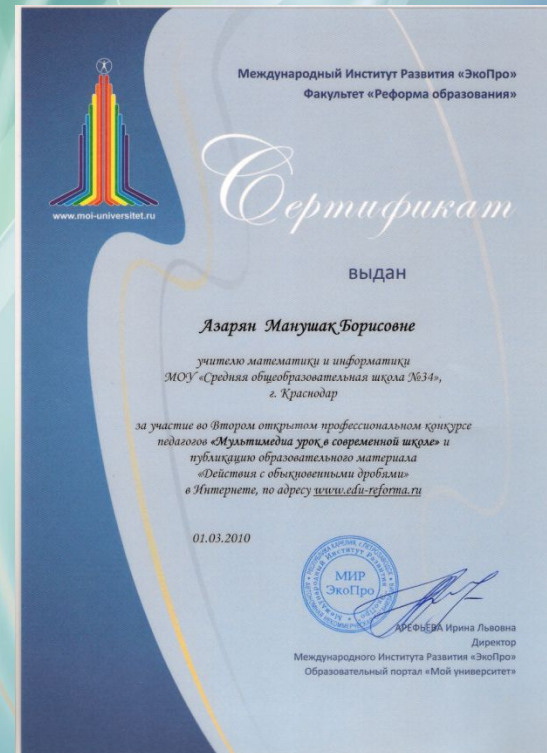 Международный Институт Развития «ЭкоПро»
Факультет «Реформа образования»
www.moi-universitet.ru
Сертификат
выдан
Азарян Манушак Борисовне
учителю математики и информатики
МОУ «Средняя общеобразовательная школа №34»,
г. Краснодар
за участие во Втором открытом профессиональном конкурсе
педагогов «Мультимедиа урок в современной школе» и
публикацию образовательного материала
«Действия с обыкновенными дробями»
в Интернете, по адресу www.edu-reforma.ru
01.03.2010
МИР
ЭкоПро
АРЕФЬЕВА Ирина Львовна
Директор
Международного Института Развития «ЭкоПро»
Образовательный портал «Мой университет»